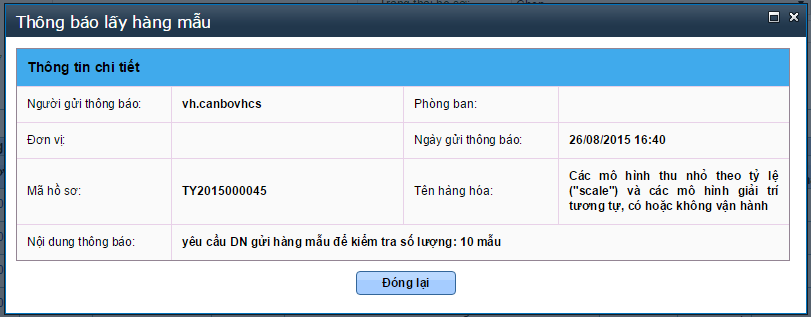 Thông báo lấy hàng mẫu
Thông tin chi tiết
Người gửi thông báo: vh.canbovhcs Phòng ban:
Đơn vị: Ngày gửi thông báo: 26/08/2015 16:40
Mã hồ sơ: TY2015000045 Tên hàng hóa: Các mô hình thu nhỏ theo tỷ lệ
("scale") và các mô hình giải trí
tương tự, có hoặc không vận hành
Nội dung thông báo: yêu cầu DN gửi hàng mẫu để kiểm tra số lượng: 10 mẫu
Đóng lại